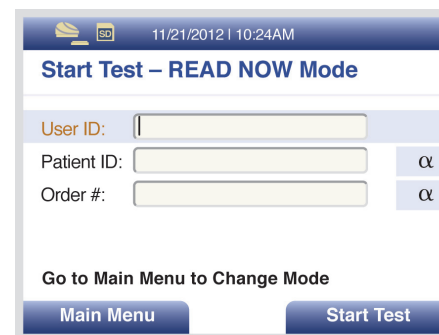 SD 11/21/2012 | 10:24AM
Start Test – READ NOW Mode
User ID:
Patient ID: α
Order #: α
Go to Main Menu to Change Mode
Main Menu Start Test